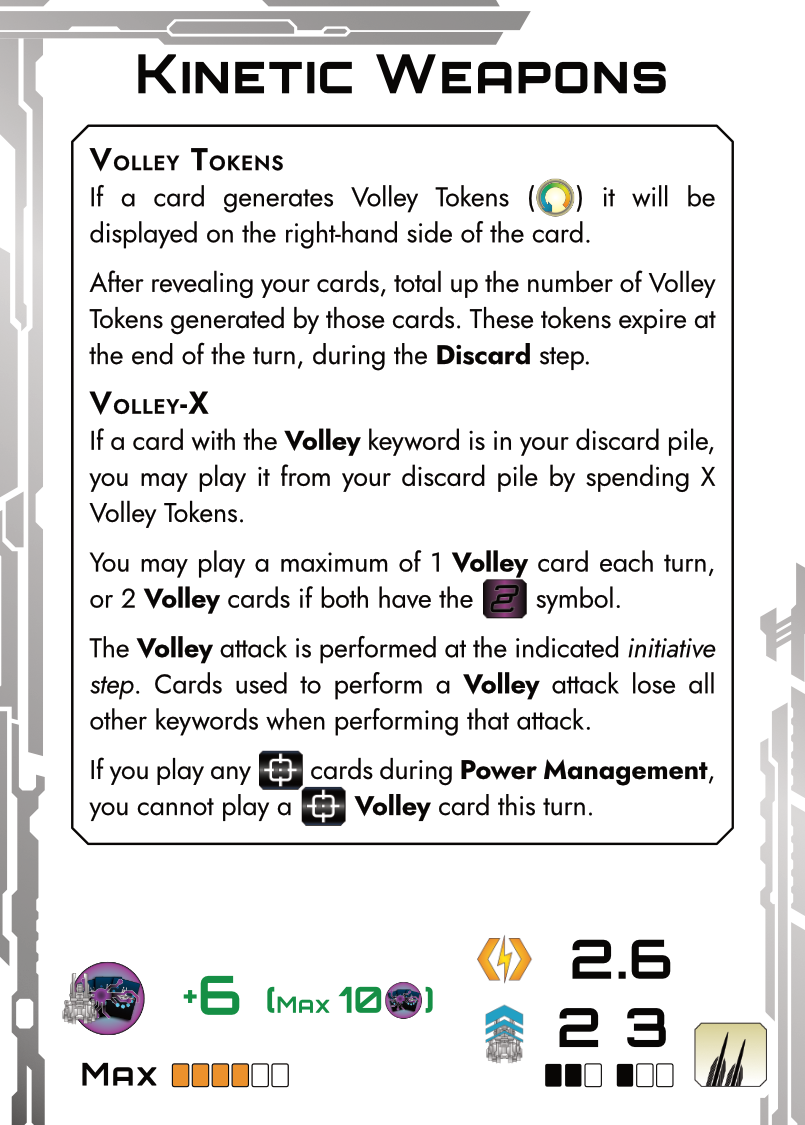 Kinetic Weapons
Volley Tokens
If a card generates Volley Tokens ( ) it will be
displayed on the right-hand side of the card.
After revealing your cards, total up the number of Volley
Tokens generated by those cards. These tokens expire at
the end of the turn, during the Discard step.
Volley-X
If a card with the Volley keyword is in your discard pile,
you may play it from your discard pile by spending X
Volley Tokens.
You may play a maximum of 1 Volley card each turn,
or 2 Volley cards if both have the 2 symbol.
The Volley attack is performed at the indicated initiative
step. Cards used to perform a Volley attack lose all
other keywords when performing that attack.
If you play any cards during Power Management,
you cannot play a Volley card this turn.
+6 (Max 10 )
2.6
2 3
Max